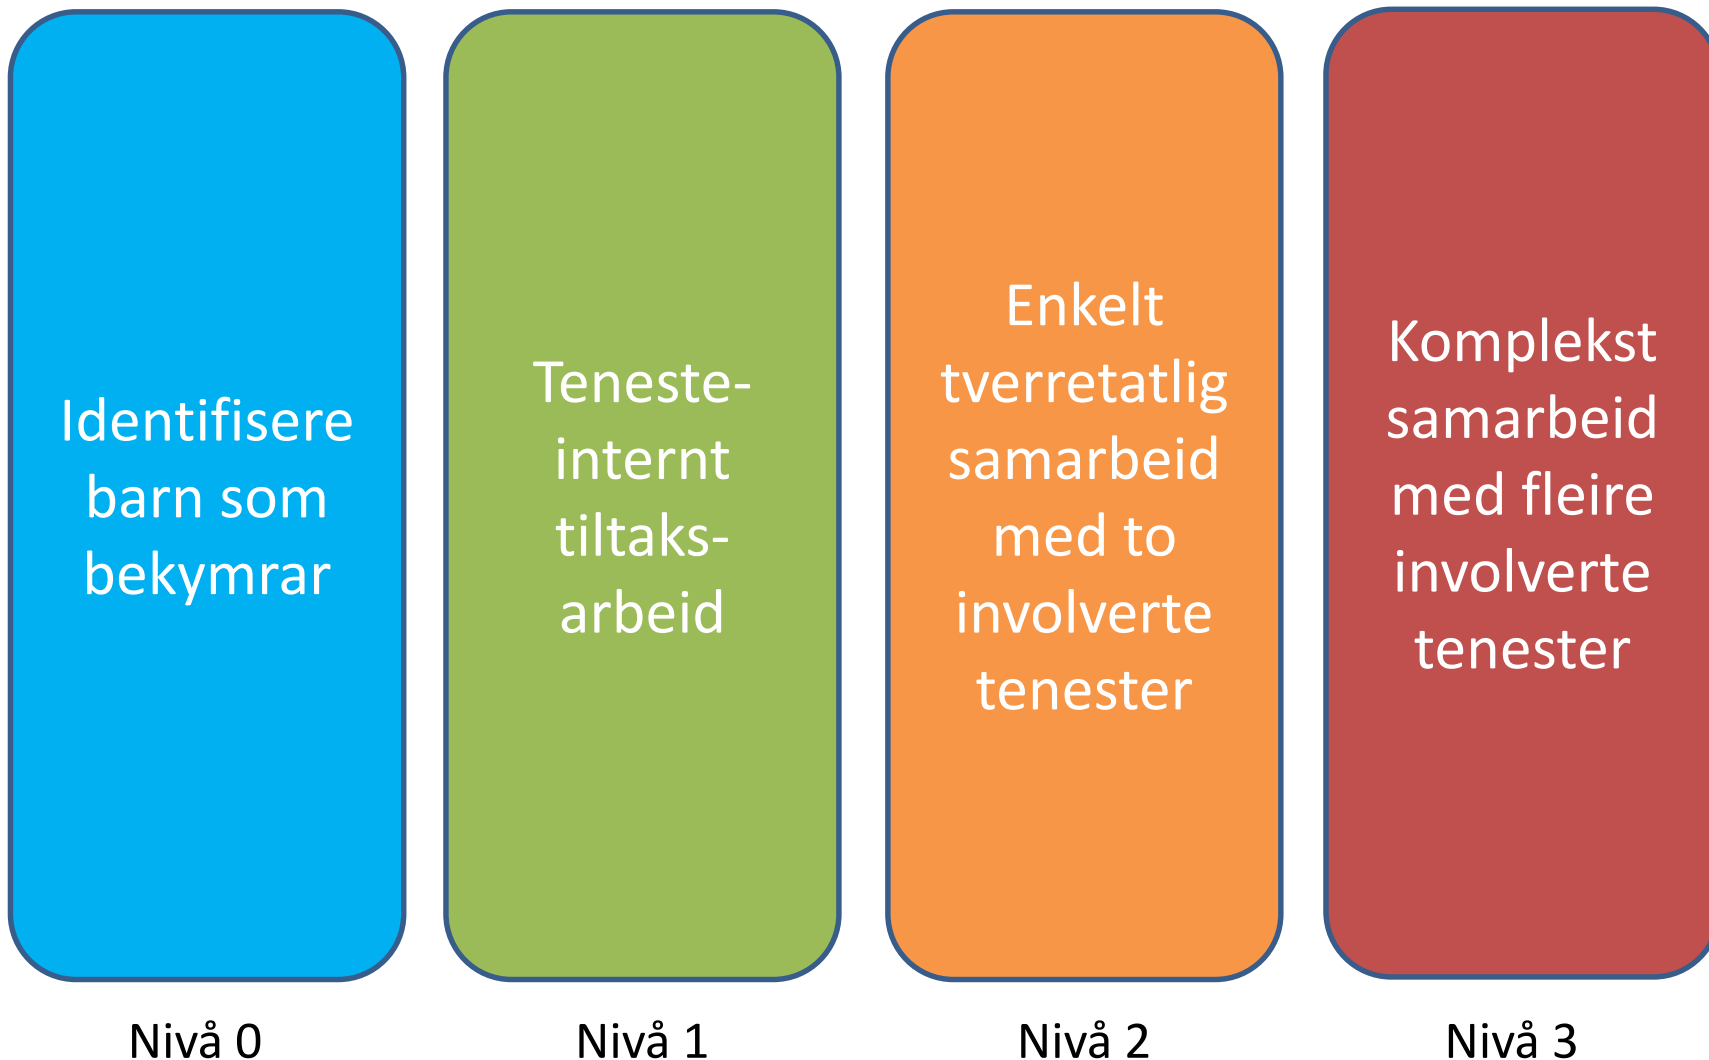 Identifisere
barn som
bekymrar
Teneste-
internt
tiltaks-
arbeid
Enkelt
tverretatlig
samarbeid
med to
involverte
tenester
Komplekst
samarbeid
med fleire
involverte
tenester
Nivå 0
Nivå 1
Nivå 2
Nivå 3